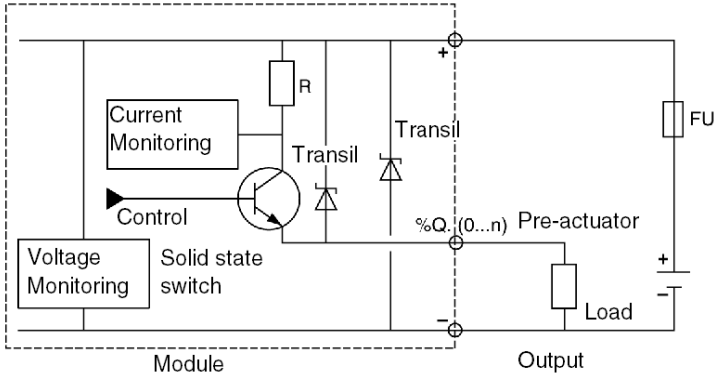 +
R
FU
Current
Monitoring
Transil
Transil
Control
%Q. (0...n)
Pre-actuator
Voltage
Monitoring
Solid state
switch
+
–
Load
–
Module
Output